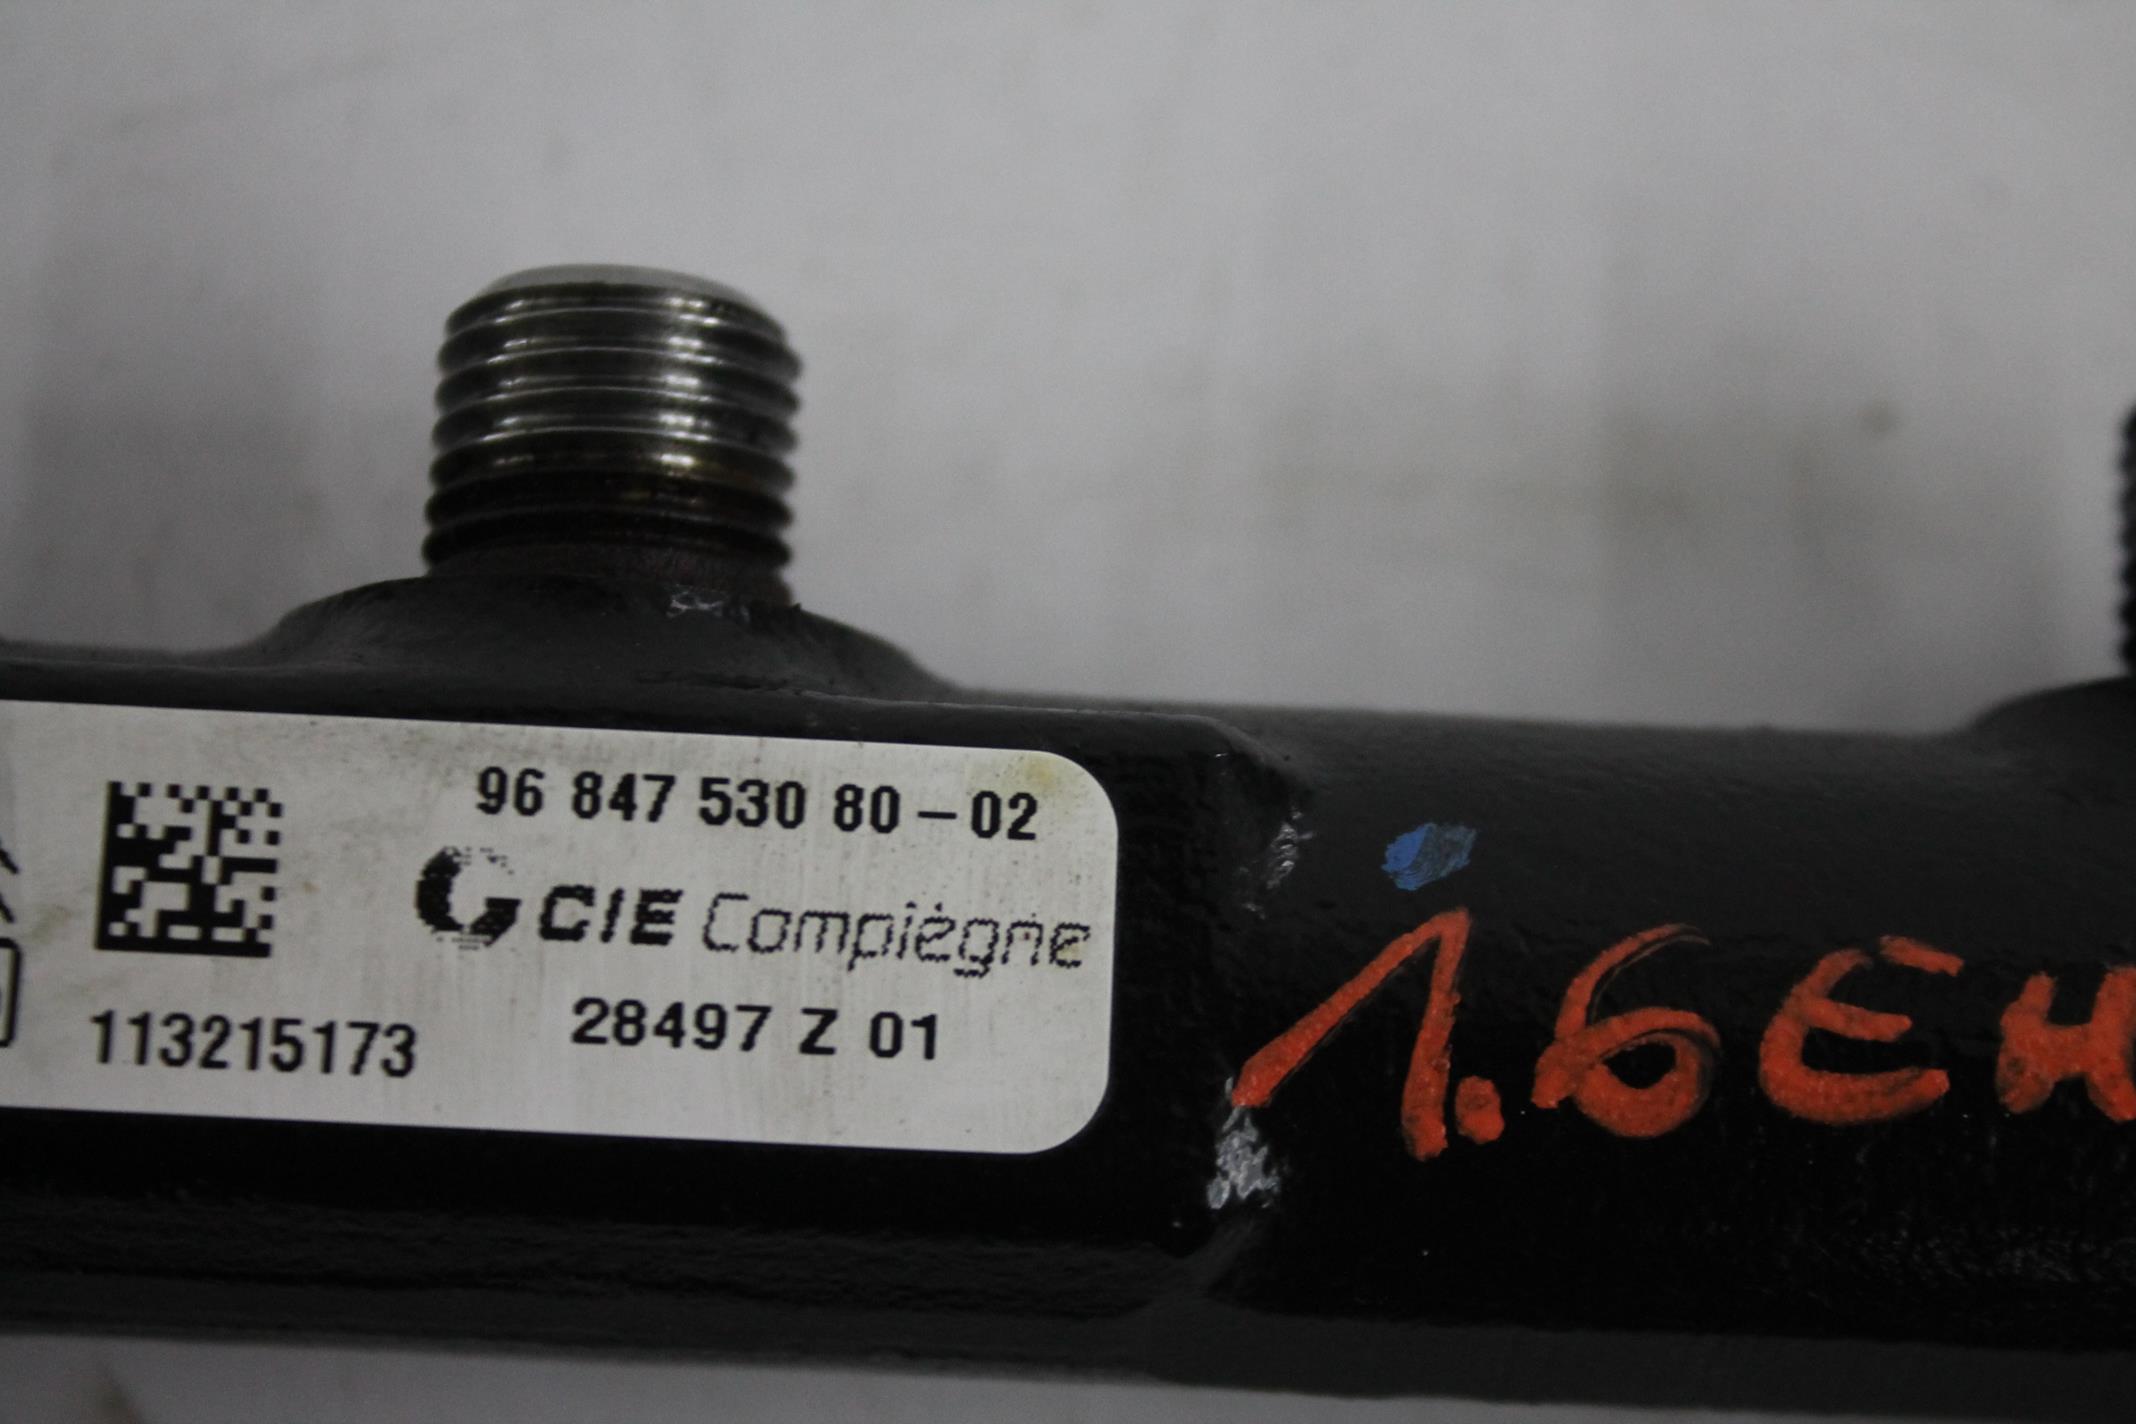 96 847 530 80-02
CIE Compiègne
113215173
28497 Z 01
1.6EH